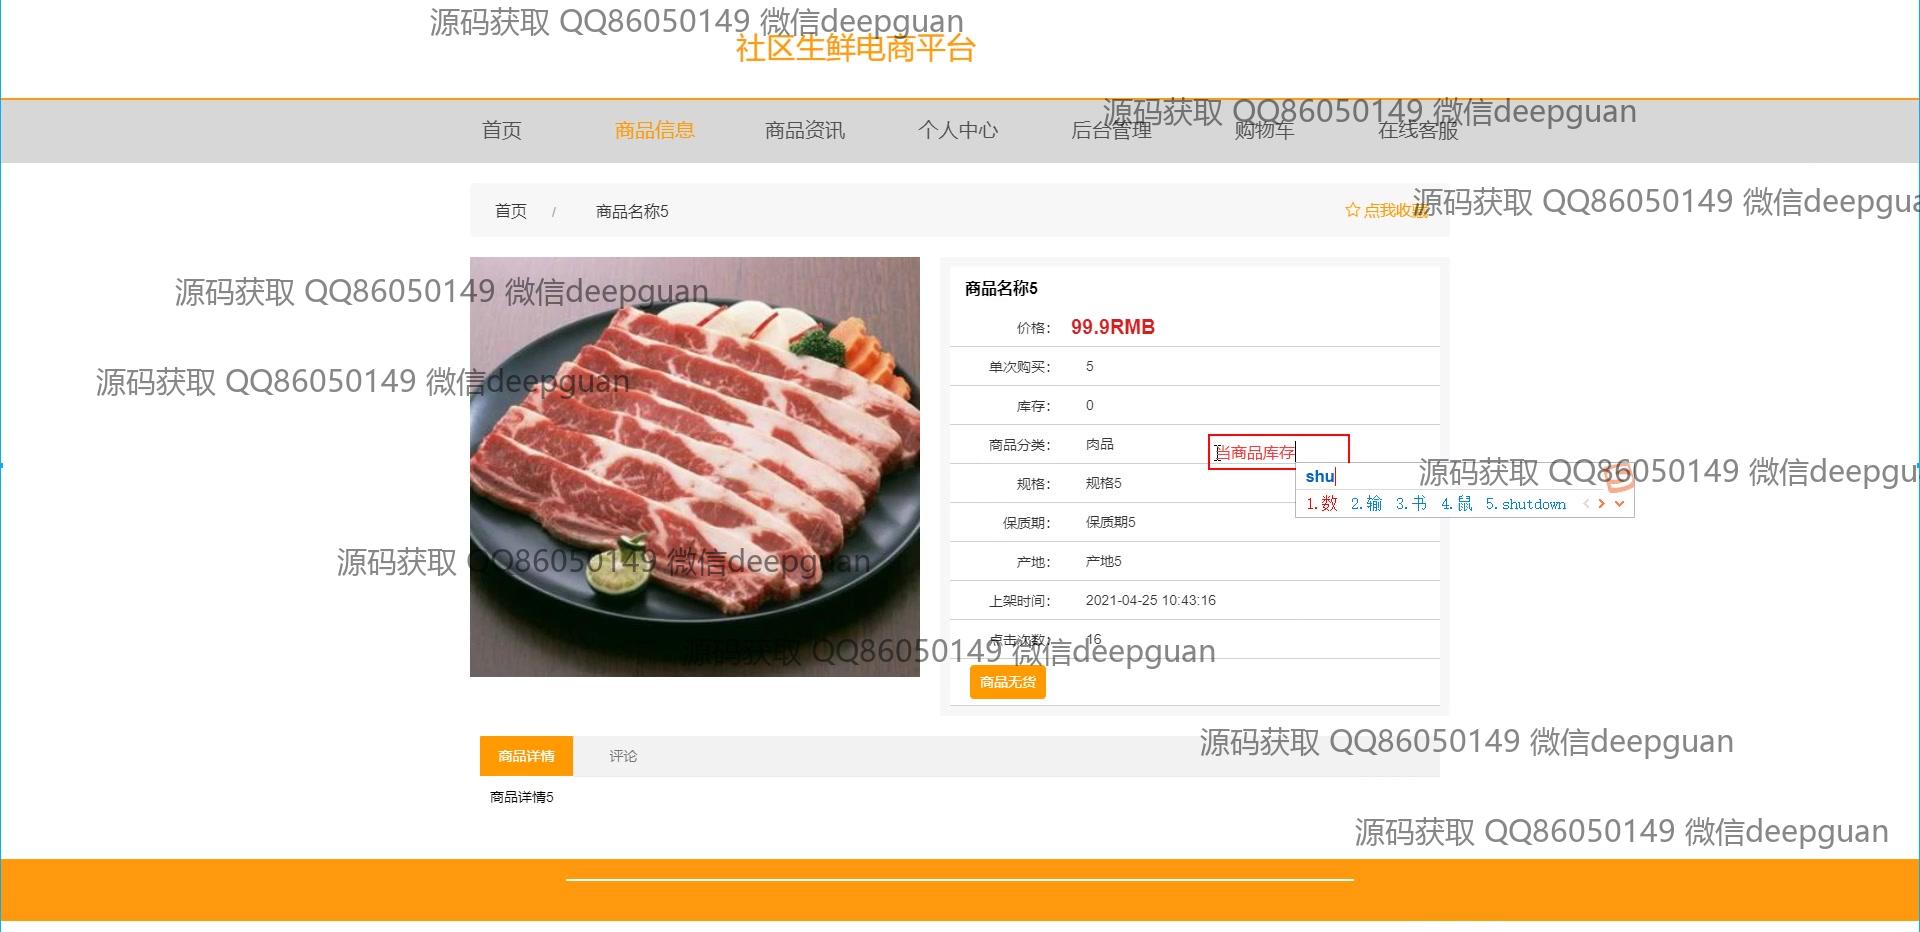 源码获取 QQ86050149 微信deepguan
社区生鲜电商平台
源码获取 QQ86050149 微信deepguan
首页 商品信息 商品资讯 个人中心 后台管理 购物车 在线客服
源码获取 QQ86050149 微信deepgua
首页 / 商品名称5 点我收藏
源码获取 QQ86050149 微信deepguan
商品名称5
价格： 99.9RMB
单次购买： 5
源码获取 QQ86050149 微信deepguan
库存： 0
商品分类： 肉品
当商品库存
源码获取 QQ86050149 微信deepgu
shu
1.数 2.输 3.书 4.鼠 5.shutdown
规格： 规格5
保质期： 保质期5
产地： 产地5
源码获取 QQ86050149 微信deepguan
上架时间： 2021-04-25 10:43:16
点击次数： 16
源码获取 QQ86050149 微信deepguan
商品无货
源码获取 QQ86050149 微信deepguan
商品详情 评论
商品详情5
源码获取 QQ86050149 微信deepguan